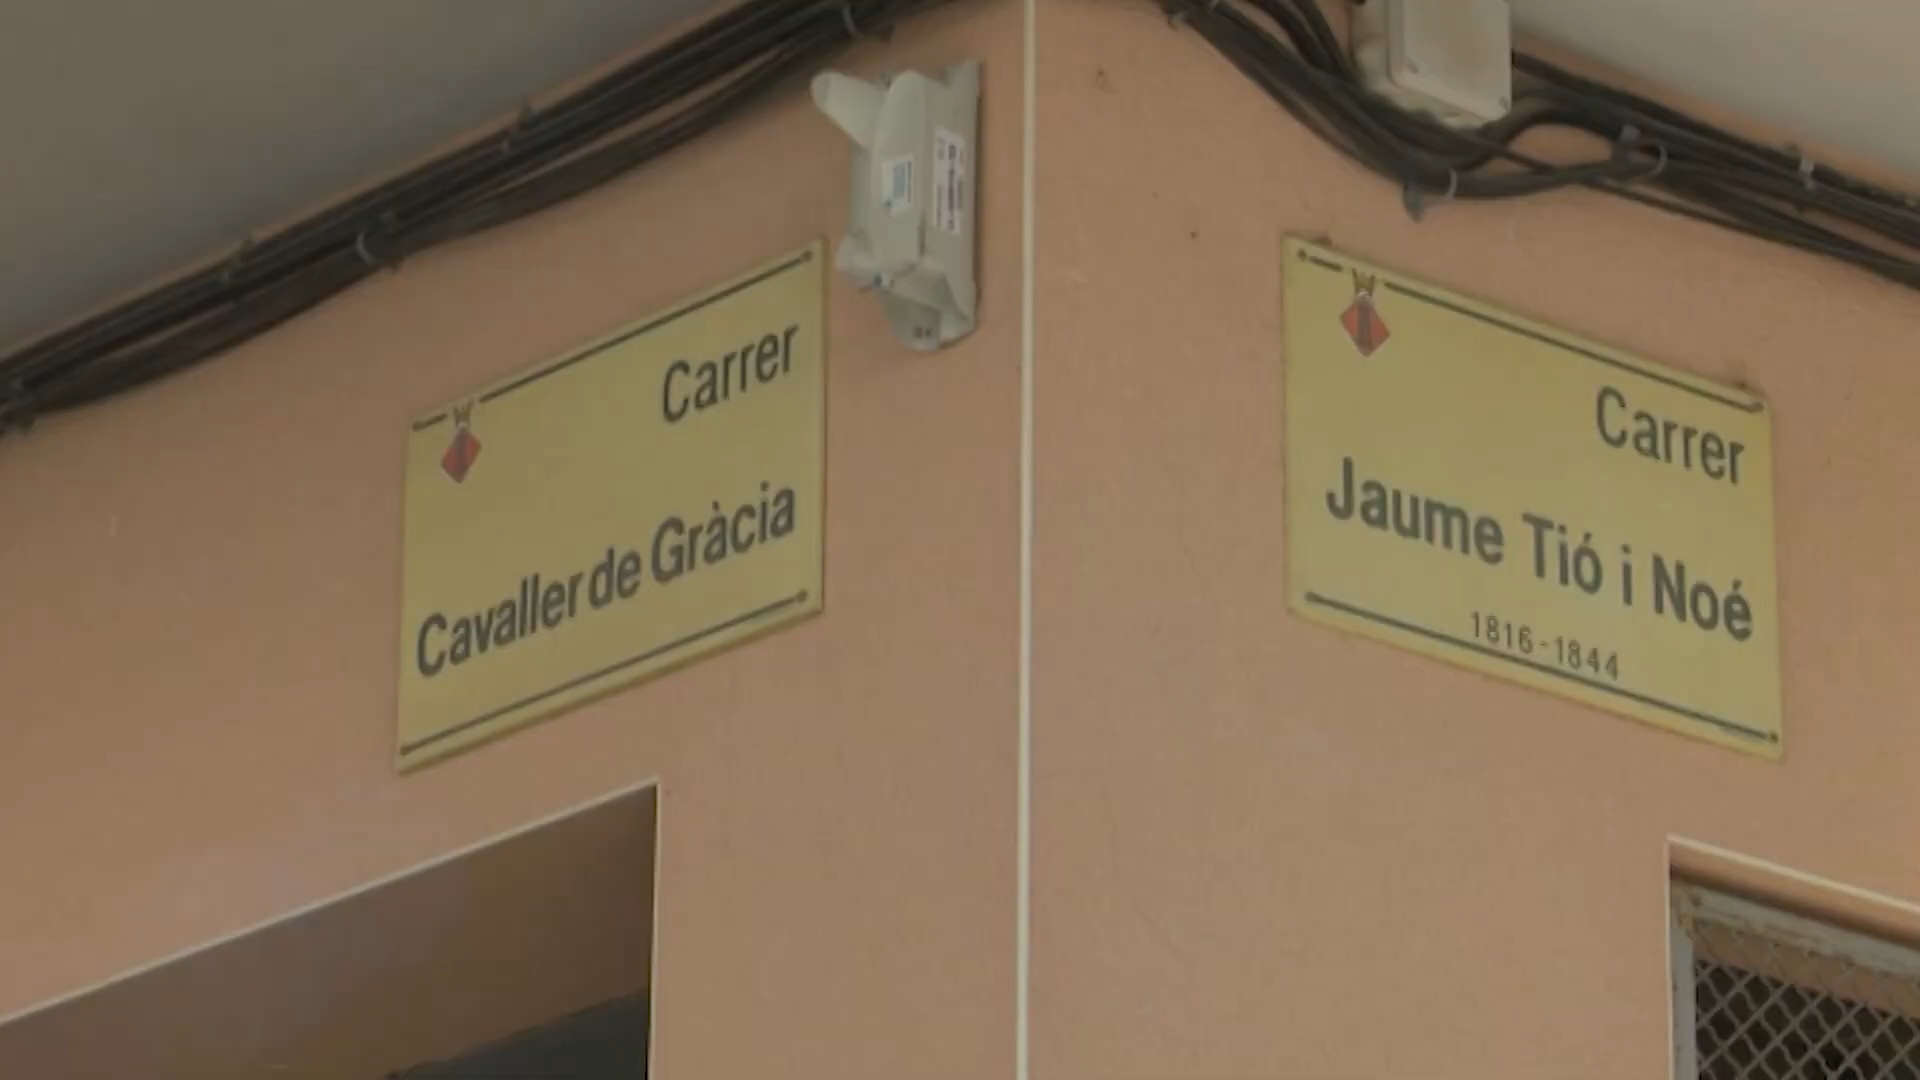 Carrer
Cavaller de Gràcia
Carrer
Jaume Tió i Noé
1816-1844